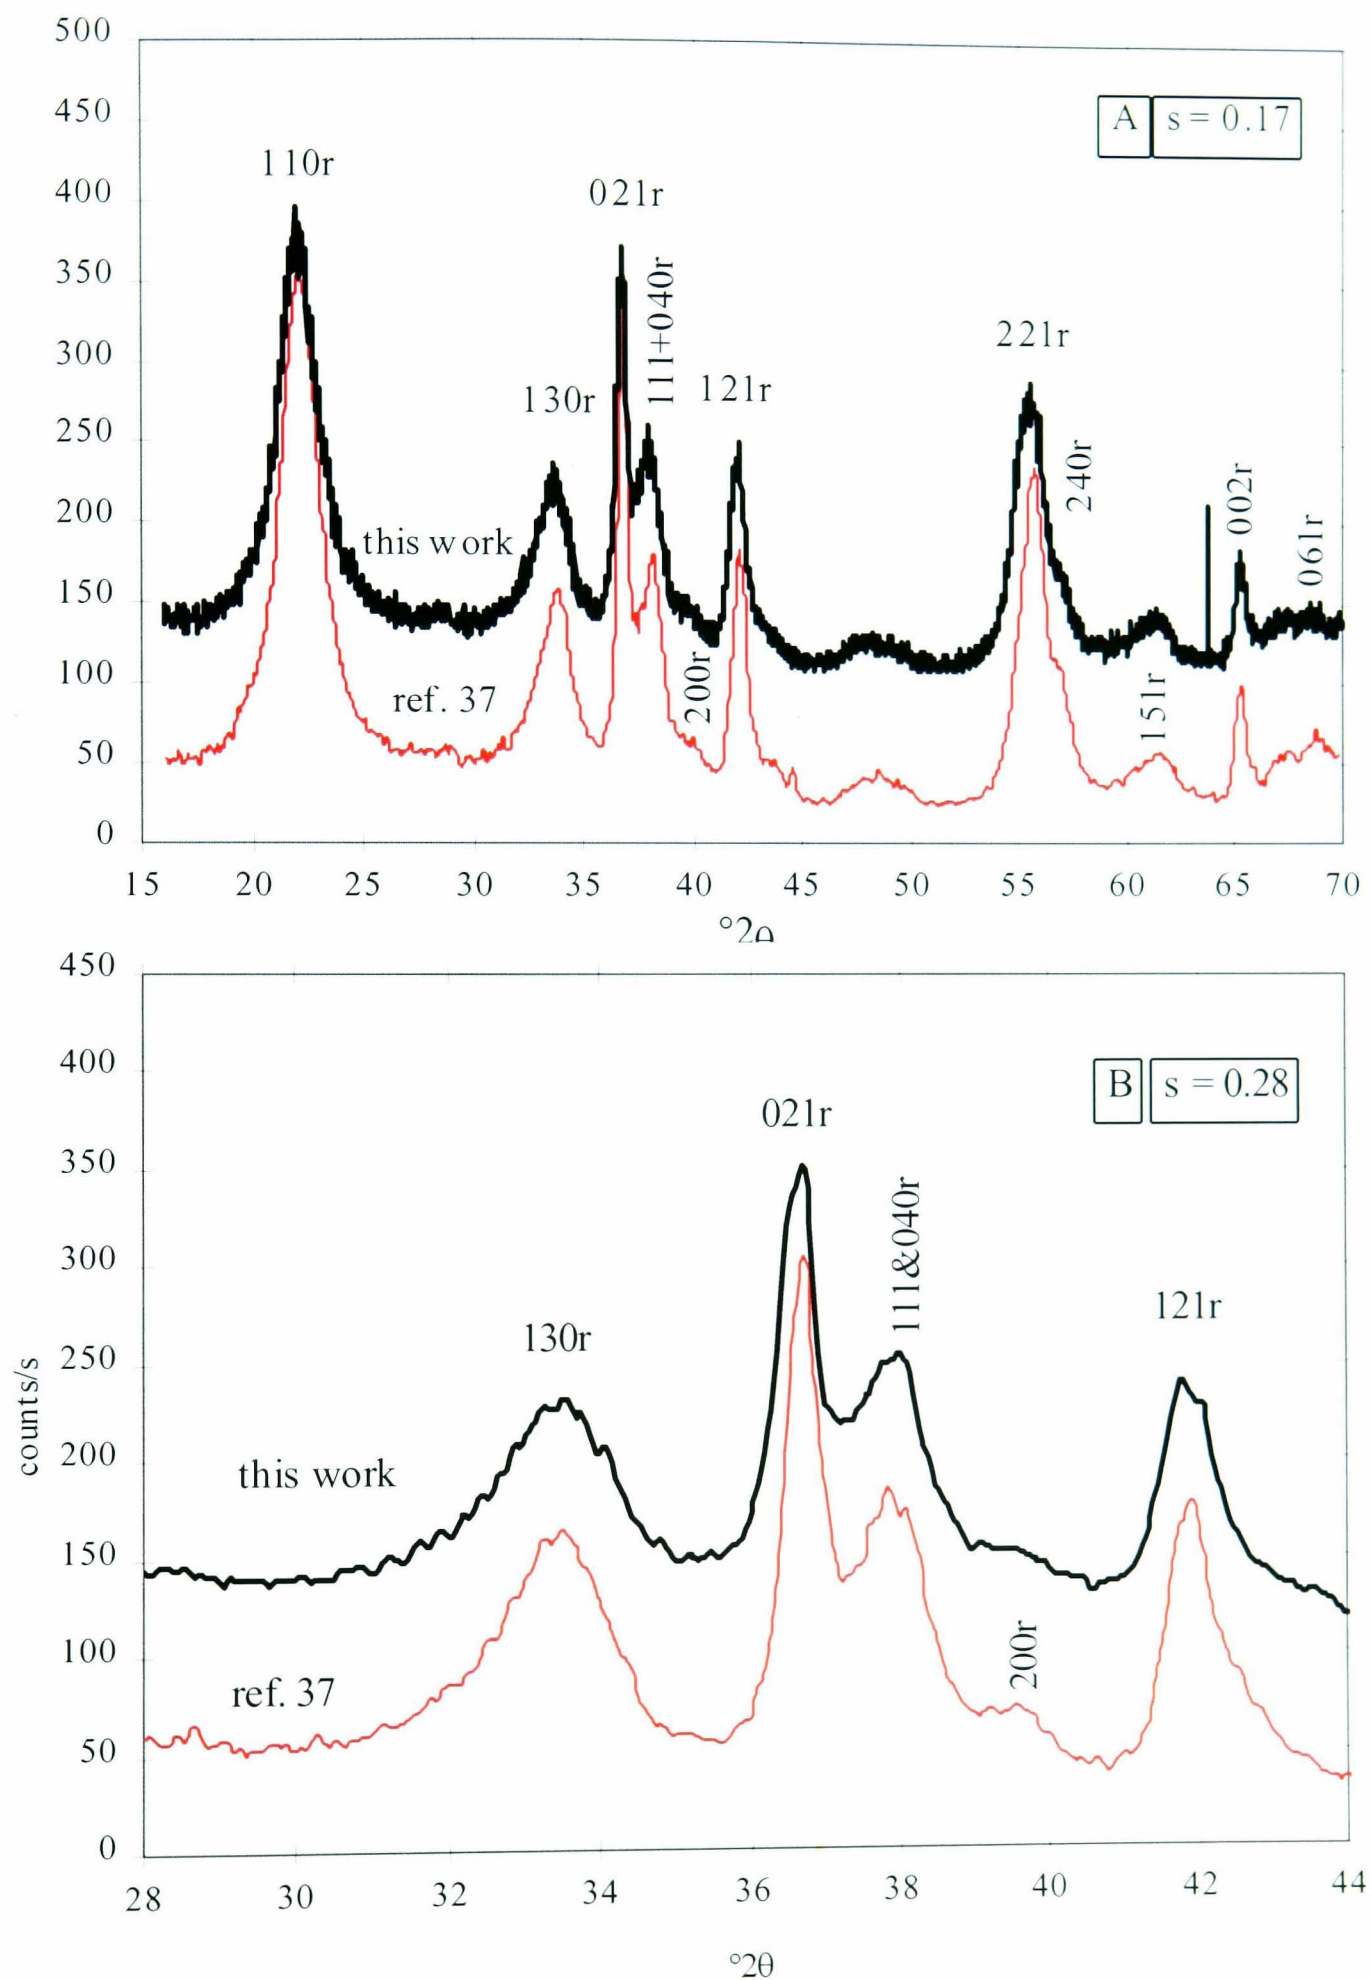 500
450
A s = 0.17
110r
400
021r
350
111+040r
221r
300
130r
121r
250
240r
200
002r
this work
061r
150
200r
100
ref. 37
151r
50
0
15 20 25 30 35 40 45 50 55 60 65 70
°2θ
450
400
B s = 0.28
021r
350
111&040r
300
121r
130r
250
counts/s
200
this work
150
200r
100
ref. 37
50
0
28 30 32 34 36 38 40 42 44
°2θ